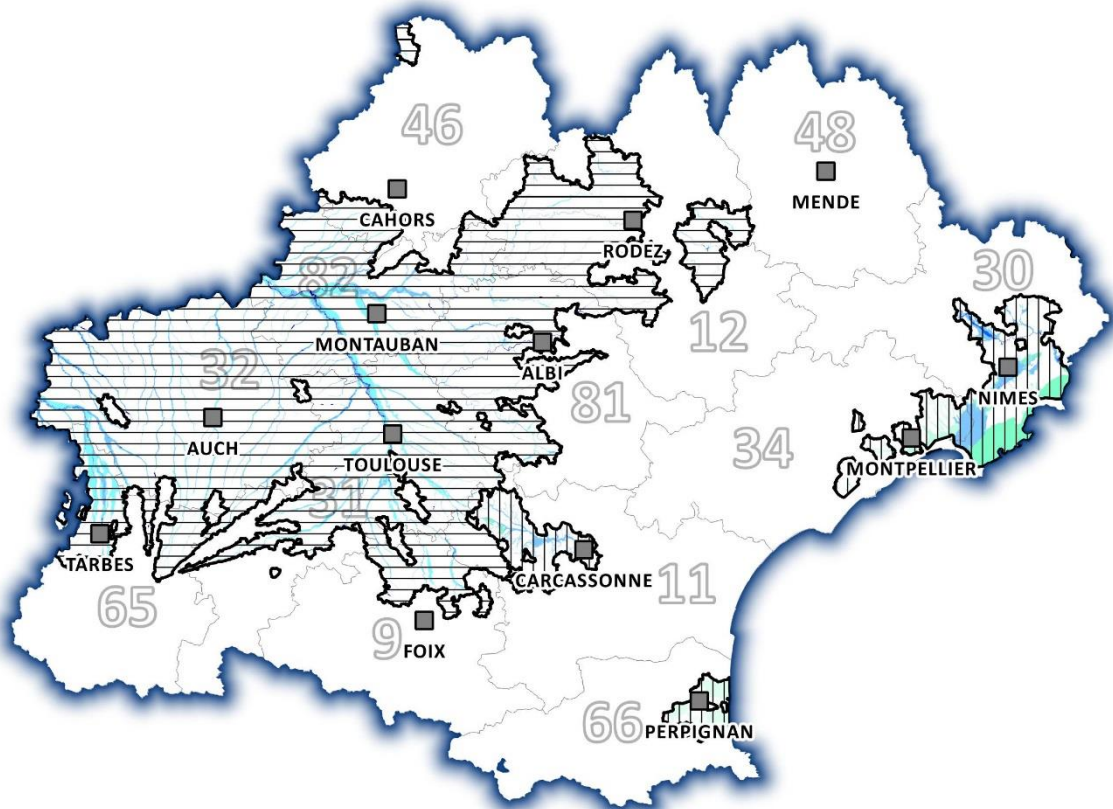 46
48
MENDE
CAHORS
RODEZ
30
82
12
MONTAUBAN
ALBI
32
NIMES
81
AUCH
34
TOULOUSE
MONTPELLIER
31
TARBES
CARCASSONNE
11
65
9
FOIX
66
PERPIGNAN